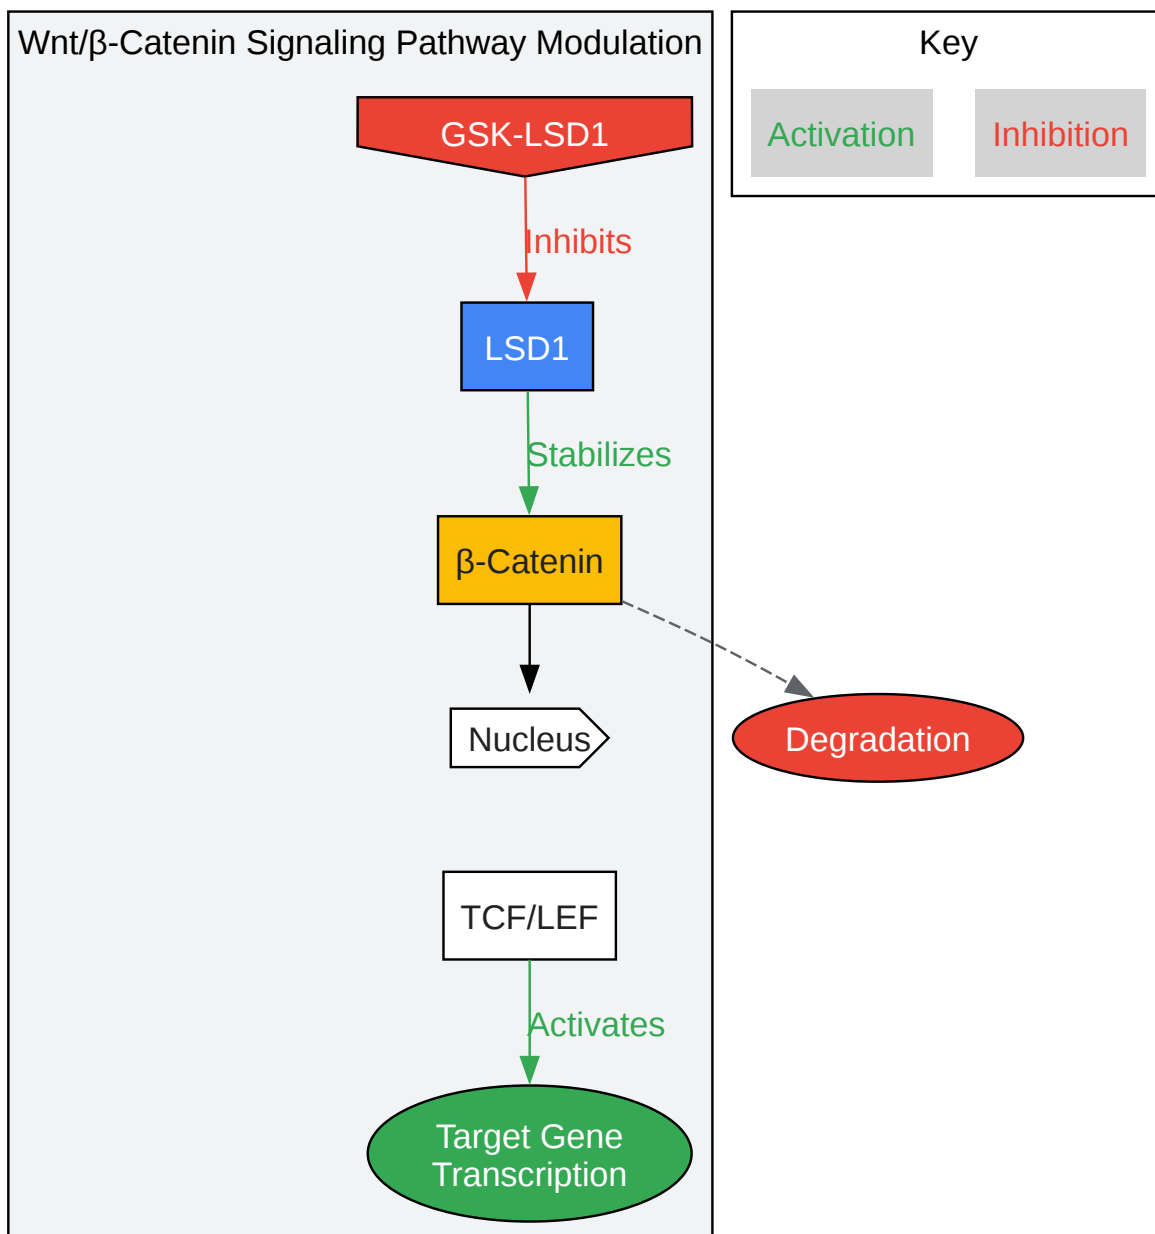 Wnt/β-Catenin Signaling Pathway Modulation
Key
GSK-LSD1
Activation
Inhibition
Inhibits
LSD1
Stabilizes
β-Catenin
Nucleus
Degradation
TCF/LEF
Activates
Target Gene
Transcription